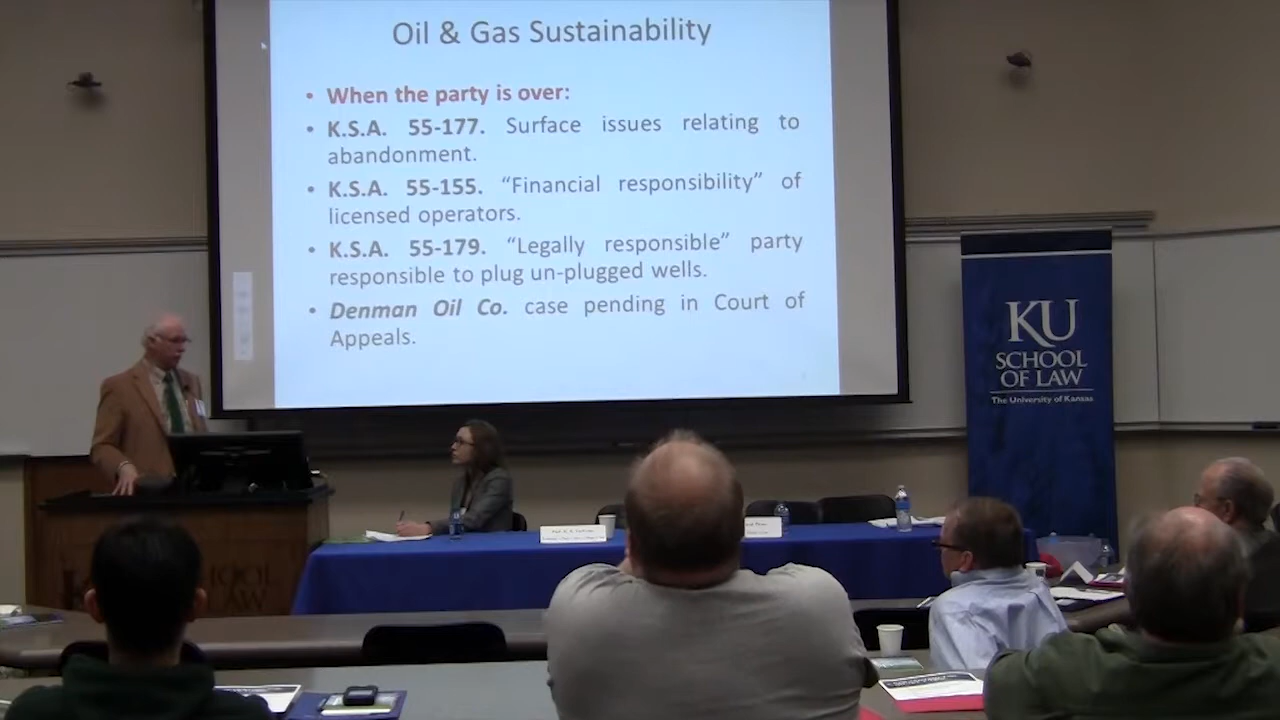 Oil & Gas Sustainability
• When the party is over:
• K.S.A. 55-177. Surface issues relating to
abandonment.
• K.S.A. 55-155. “Financial responsibility” of
licensed operators.
• K.S.A. 55-179. “Legally responsible” party
responsible to plug un-plugged wells.
• Denman Oil Co. case pending in Court of
Appeals.
KU
SCHOOL
OF LAW
The University of Kansas